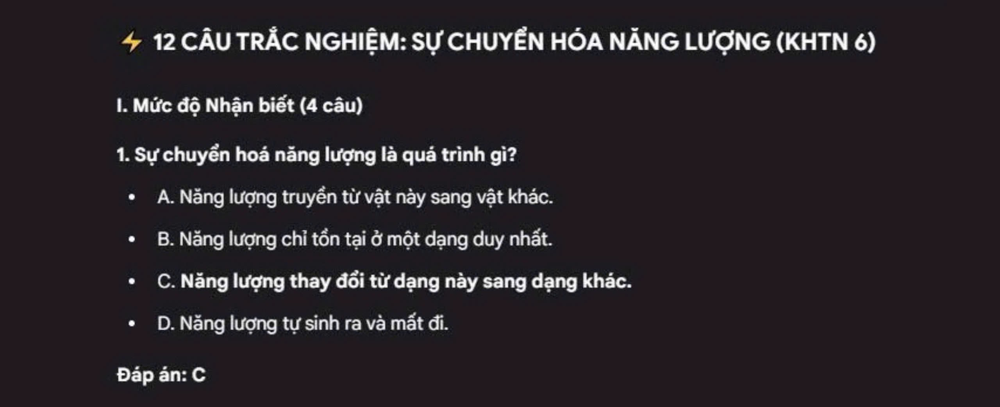 ⚡ 12 CÂU TRẮC NGHIỆM: SỰ CHUYỂN HÓA NĂNG LƯỢNG (KHTN 6)
I. Mức độ Nhận biết (4 câu)
1. Sự chuyển hoá năng lượng là quá trình gì?
• A. Năng lượng truyền từ vật này sang vật khác.
• B. Năng lượng chỉ tồn tại ở một dạng duy nhất.
• C. Năng lượng thay đổi từ dạng này sang dạng khác.
• D. Năng lượng tự sinh ra và mất đi.
Đáp án: C